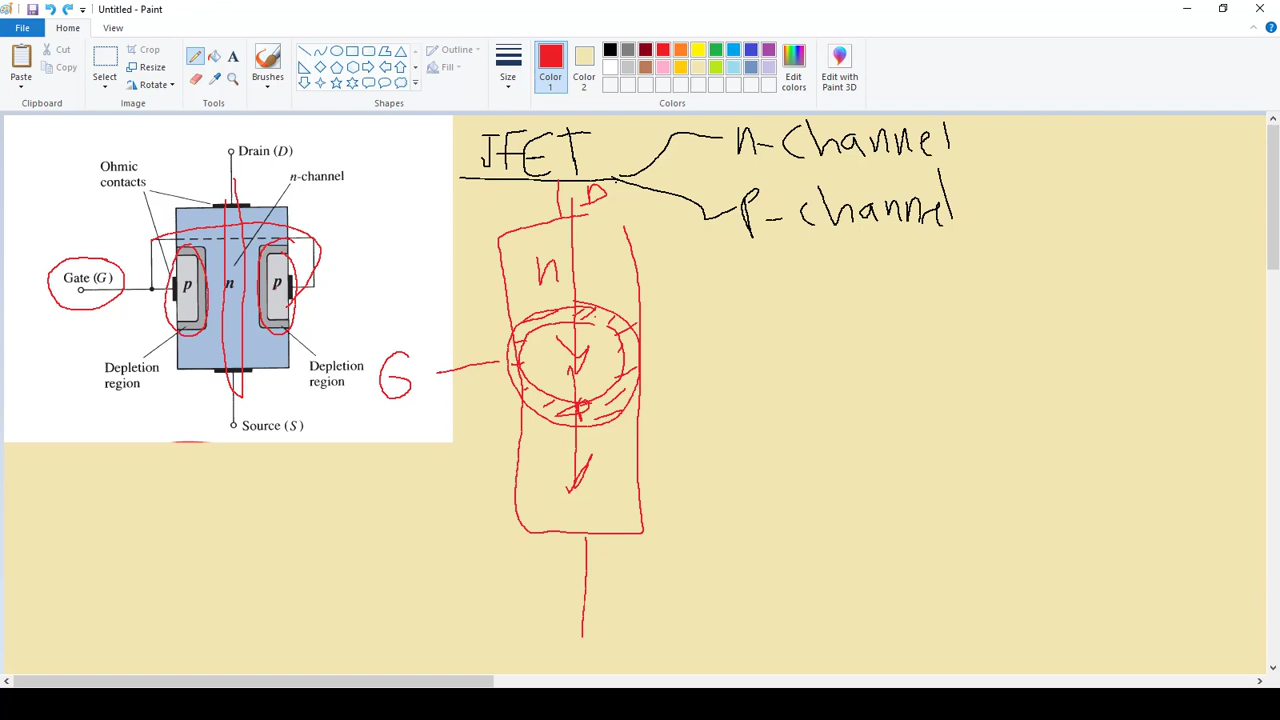 Untitled - Paint
File Home View
Paste
Cut
Copy
Clipboard
Select
Crop
Resize
Rotate
Image
A
Tools
Brushes
Shapes
Outline
Fill
Size
Color 1
Color 2
Edit colors
Colors
Edit with Paint 3D
JFET
n-channel
p-channel
Drain (D)
Ohmic contacts
n-channel
Gate (G)
p
n
p
Depletion region
Depletion region
Source (S)
D
n
G
n
p